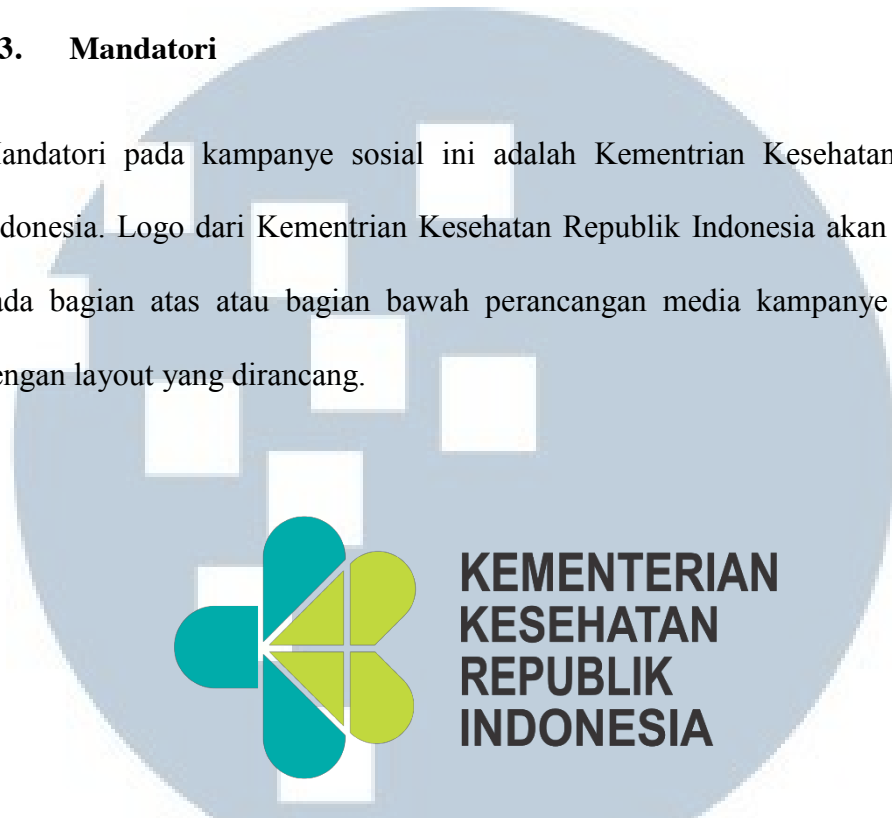 3. Mandatori
andatori pada kampanye sosial ini adalah Kementrian Kesehatan
donesia. Logo dari Kementrian Kesehatan Republik Indonesia akan
da bagian atas atau bagian bawah perancangan media kampanye
engan layout yang dirancang.
KEMENTERIAN
KESEHATAN
REPUBLIK
INDONESIA